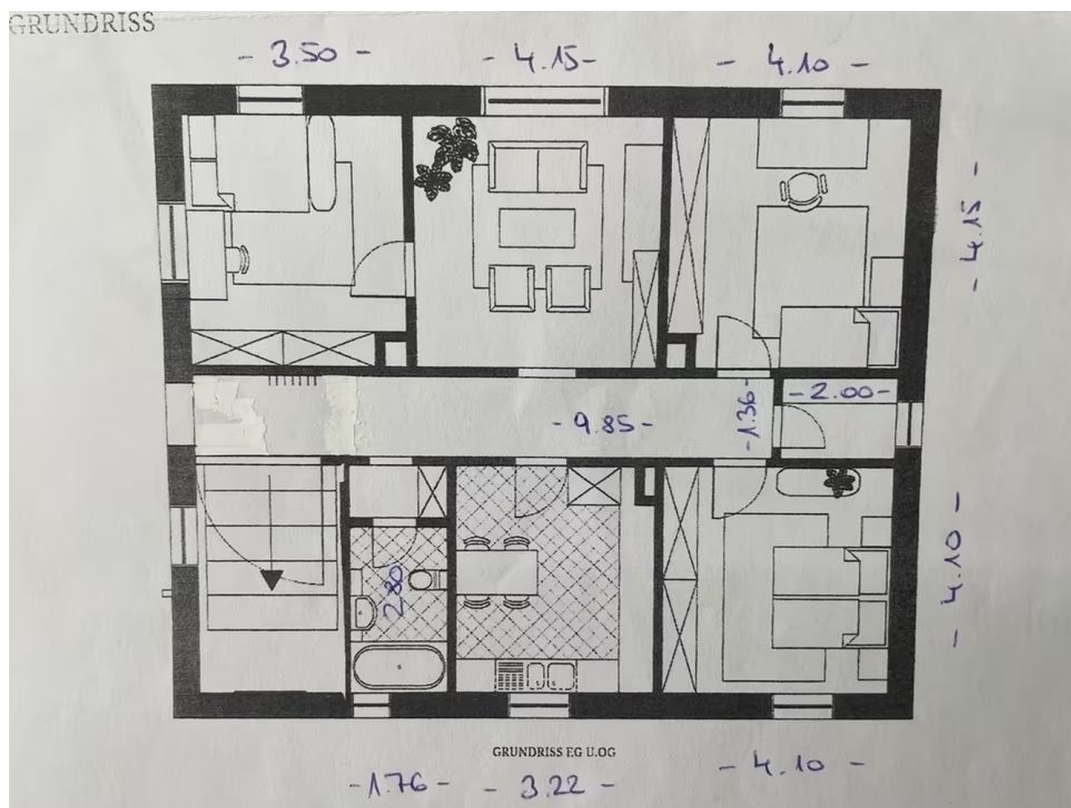 GRUNDRISS
- 3.50 -
- 4.15 -
- 4.10 -
- 4.15 -
- 2.00 -
- 1.36 -
- 9.85 -
- 4.10 -
2.80
GRUNDRISS EG U.OG
- 1.76 -
- 3.22 -
- 4.10 -